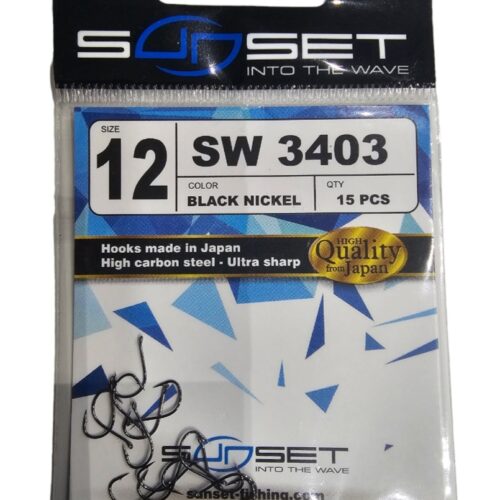 SUNSET
INTO THE WAVE
SIZE
12
SW 3403
COLOR
BLACK NICKEL
QTY
15 PCS
Hooks made in Japan
High carbon steel - Ultra sharp
HIGH
Quality
from Japan
SUNSET
INTO THE WAVE
sunset-fishing.com